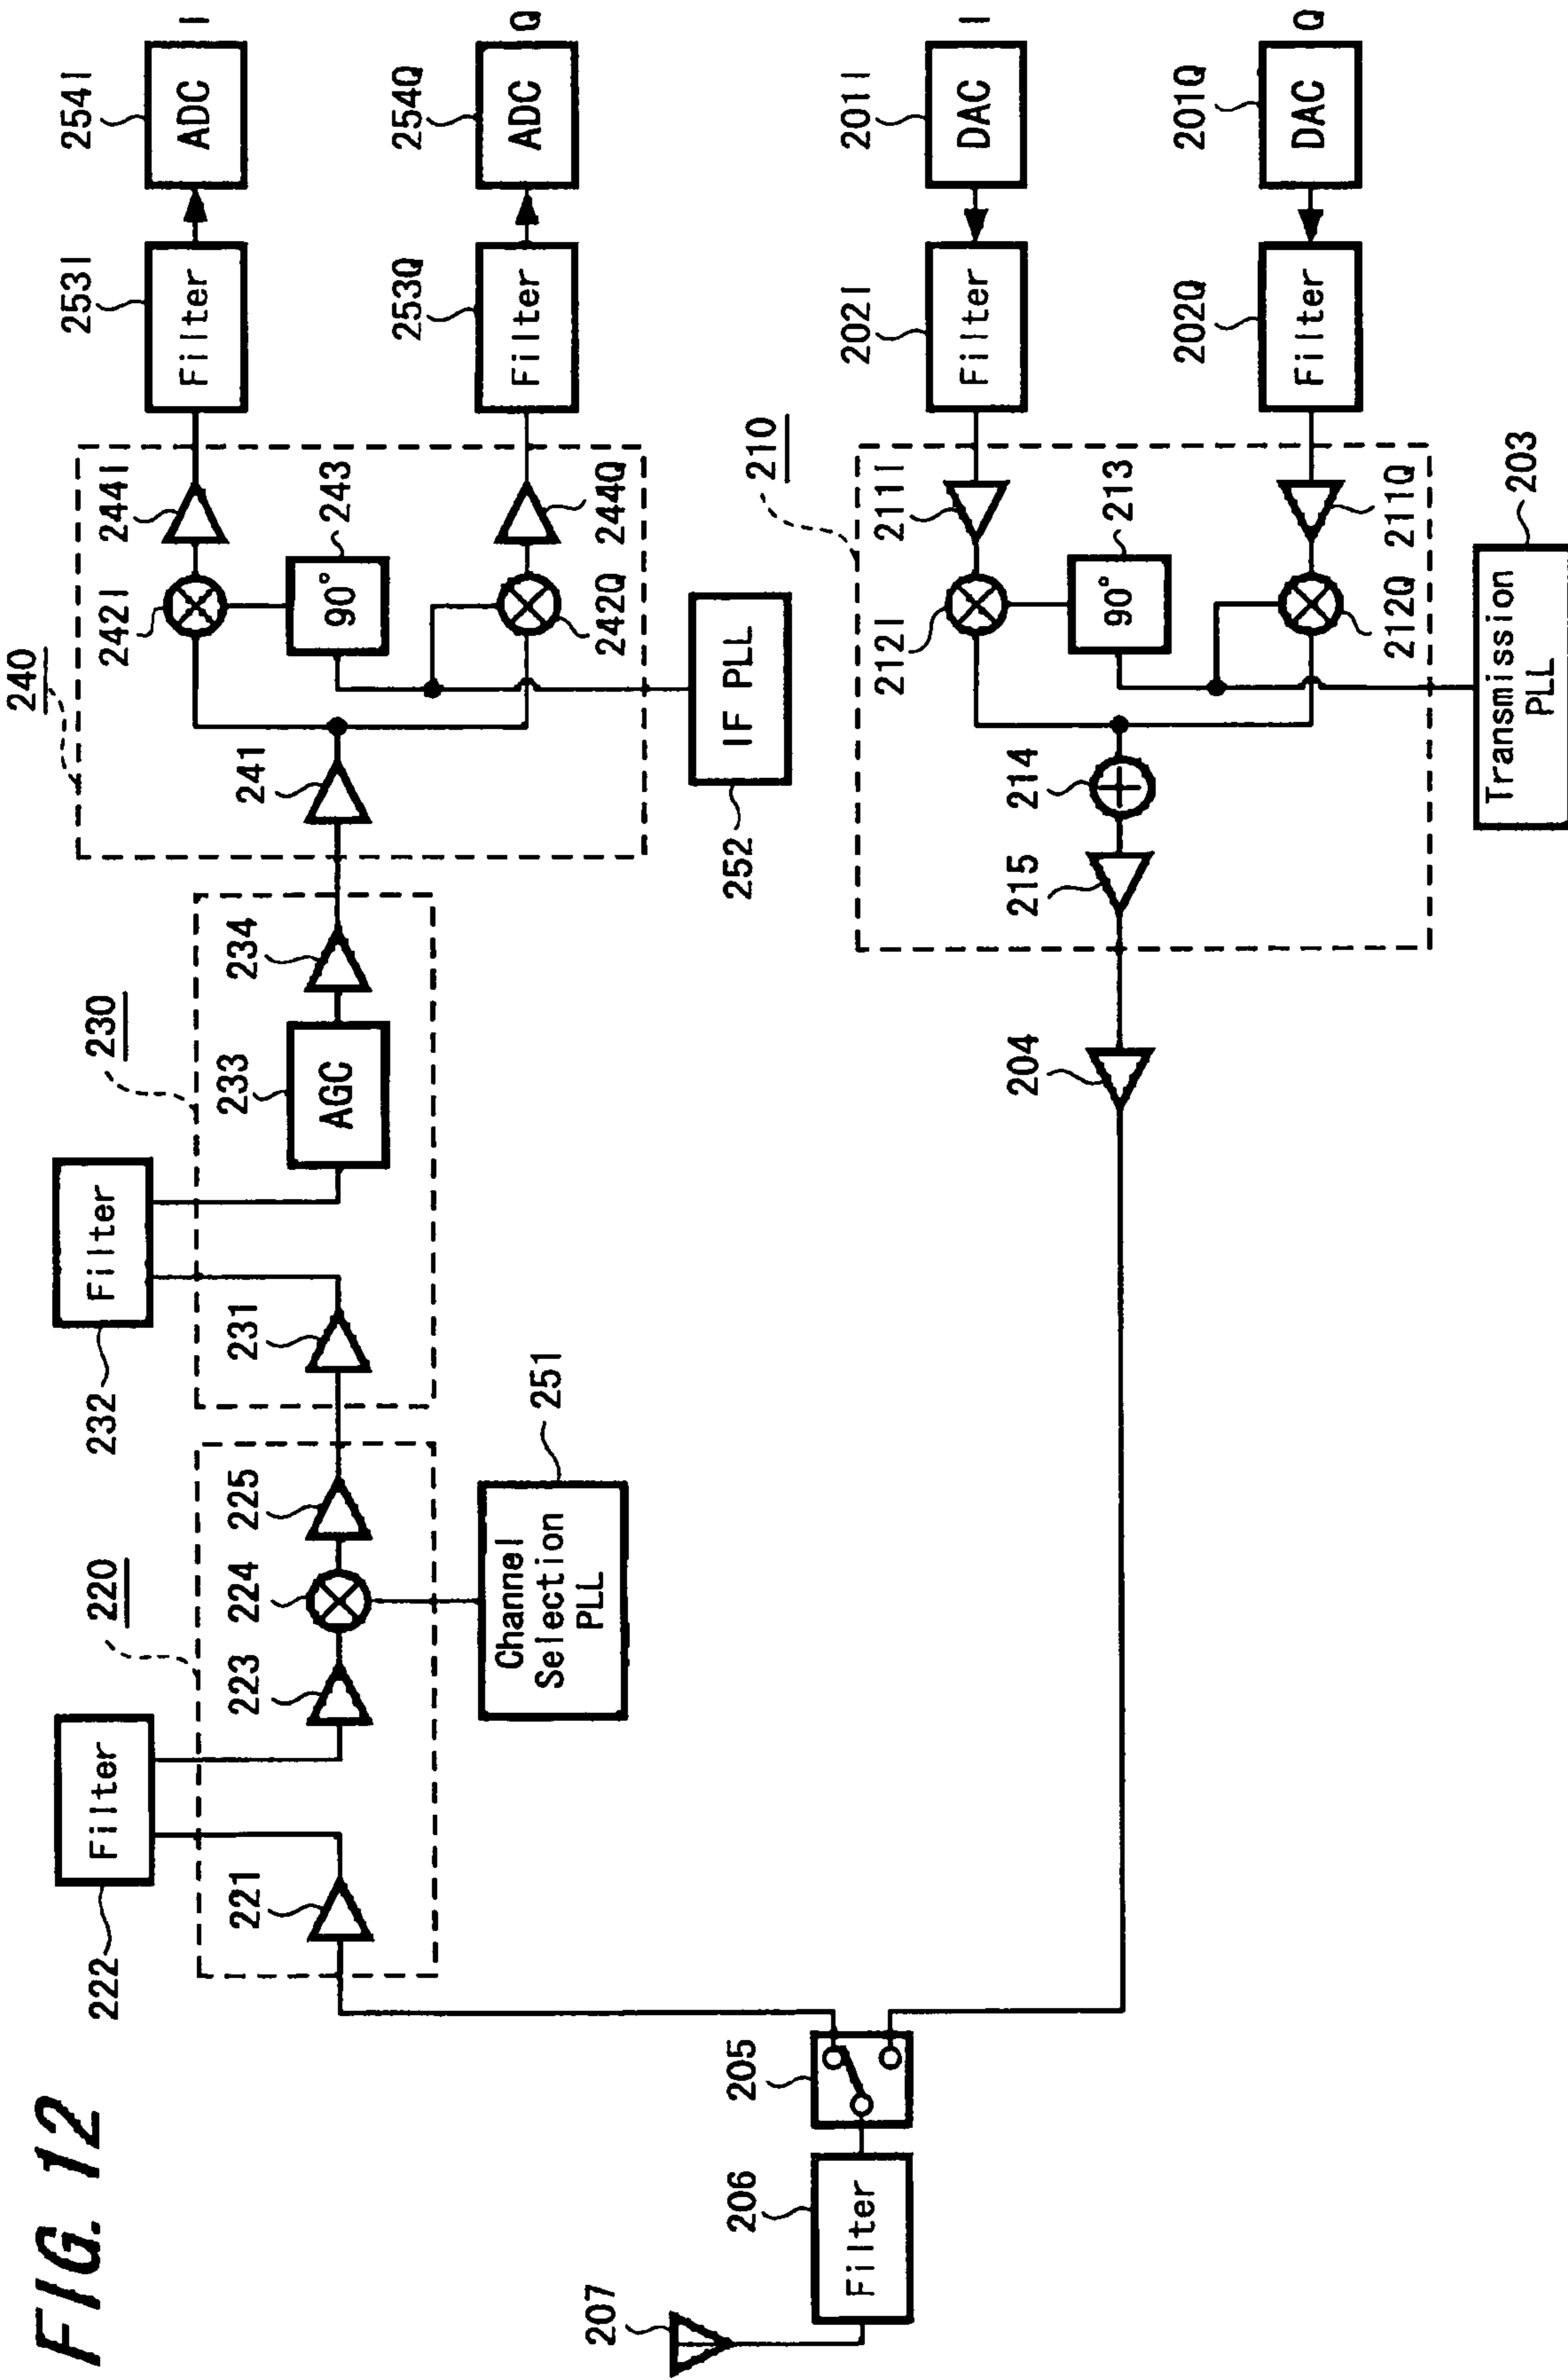 FIG. 12
207
206
Filter
205
222
Filter
220
221
223
224
225
Channel
Selection
PLL
251
232
Filter
230
231
233
AGC
234
240
241
242I
244I
243
90°
242Q
244Q
IF PLL
252
253I
Filter
254I
ADC
I
253Q
Filter
254Q
ADC
Q
204
210
215
214
212I
211I
213
90°
212Q
211Q
Transmission
PLL
203
202I
Filter
201I
DAC
I
202Q
Filter
201Q
DAC
Q